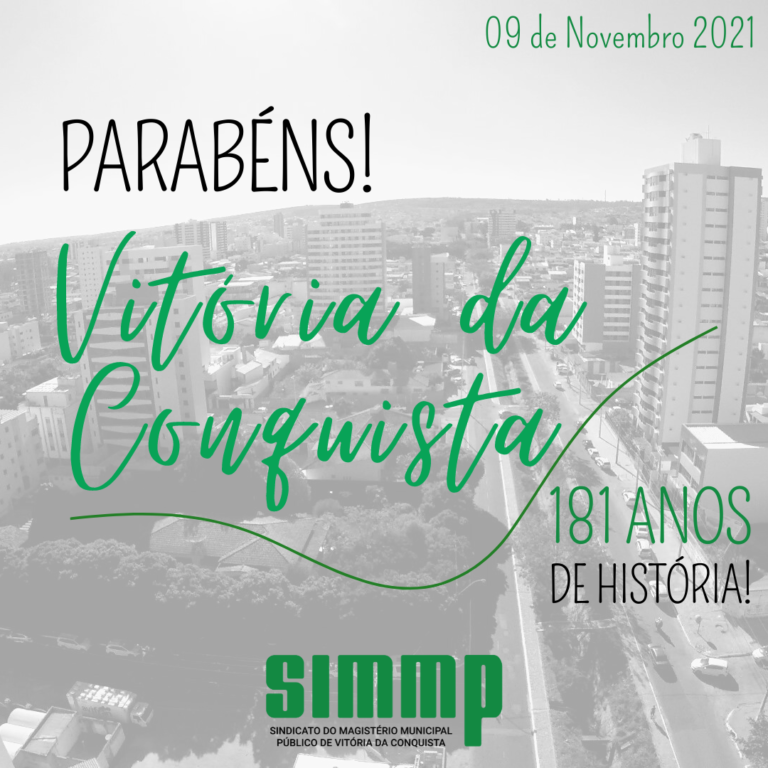 09 de Novembro 2021
PARABÉNS!
Vitória da
Conquista
181 ANOS
DE HISTÓRIA!
SIMMP
SINDICATO DO MAGISTÉRIO MUNICIPAL
PÚBLICO DE VITÓRIA DA CONQUISTA